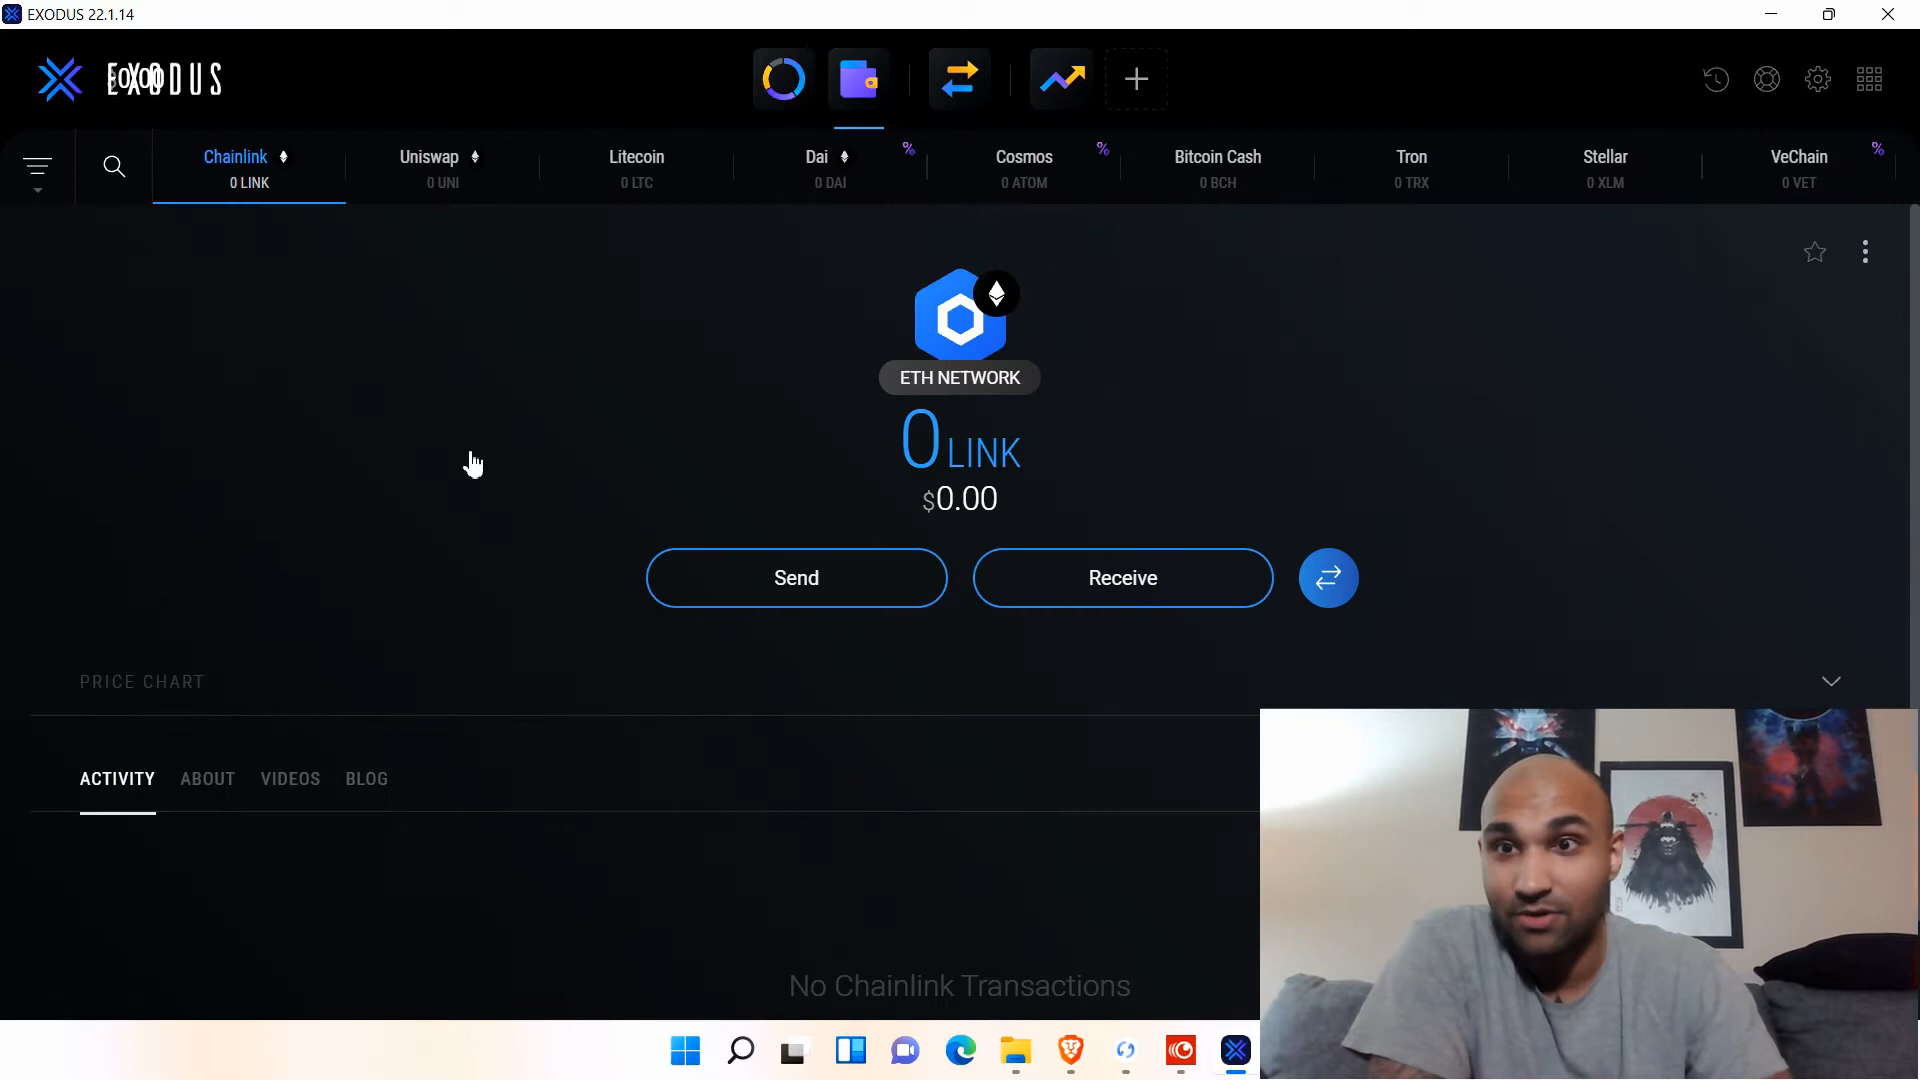 EXODUS 22.1.14
EXODUS
Chainlink
0 LINK
Uniswap
0 UNI
Litecoin
0 LTC
Dai
0 DAI
%
Cosmos
0 ATOM
%
Bitcoin Cash
0 BCH
Tron
0 TRX
Stellar
0 XLM
VeChain
0 VET
%
ETH NETWORK
0 LINK
$0.00
Send
Receive
PRICE CHART
ACTIVITY ABOUT VIDEOS BLOG
No Chainlink Transactions